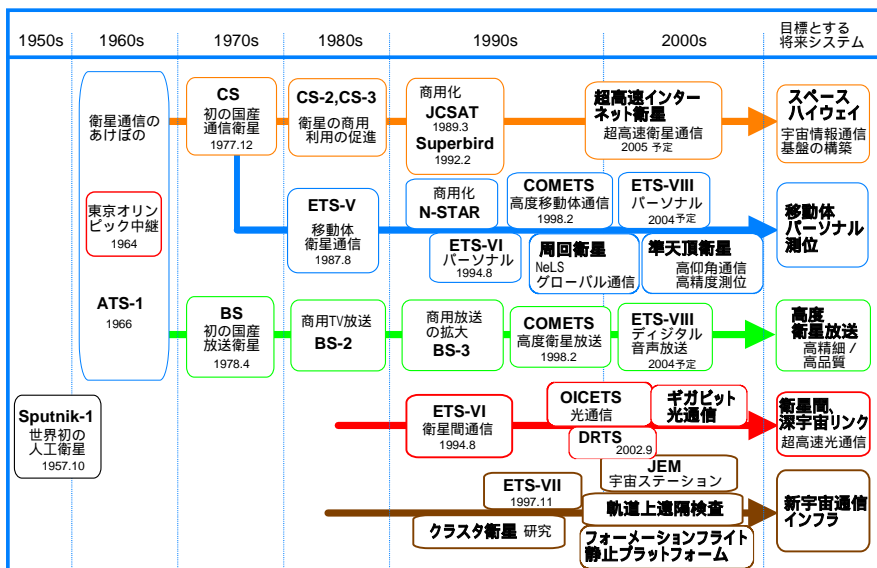 1950s
1960s
1970s
1980s
1990s
2000s
目標とする
将来システム
衛星通信の
あけぼの
CS
初の国産
通信衛星
1977.12
CS-2,CS-3
衛星の商用
利用の促進
商用化
JCSAT
1989.3
Superbird
1992.2
超高速インター
ネット衛星
超高速衛星通信
2005 予定
スペース
ハイウェイ
宇宙情報通信
基盤の構築
東京オリン
ピック中継
1964
ETS-V
移動体
衛星通信
1987.8
商用化
N-STAR
COMETS
高度移動体通信
1998.2
ETS-VIII
パーソナル
2004予定
移動体
パーソナル
測位
ETS-VI
パーソナル
1994.8
周回衛星
NeLS
グローバル通信
準天頂衛星
高仰角通信
高精度測位
ATS-1
1966
BS
初の国産
放送衛星
1978.4
商用TV放送
BS-2
商用放送
の拡大
BS-3
COMETS
高度衛星放送
1998.2
ETS-VIII
ディジタル
音声放送
2004予定
高度
衛星放送
高精細/
高品質
Sputnik-1
世界初の
人工衛星
1957.10
ETS-VI
衛星間通信
1994.8
OICETS
光通信
ギガビット
光通信
DRTS
2002.9
衛星間、
深宇宙リンク
超高速光通信
JEM
宇宙ステーション
ETS-VII
1997.11
軌道上遠隔検査
クラスタ衛星 研究
フォーメーションフライト
静止プラットフォーム
新宇宙通信
インフラ